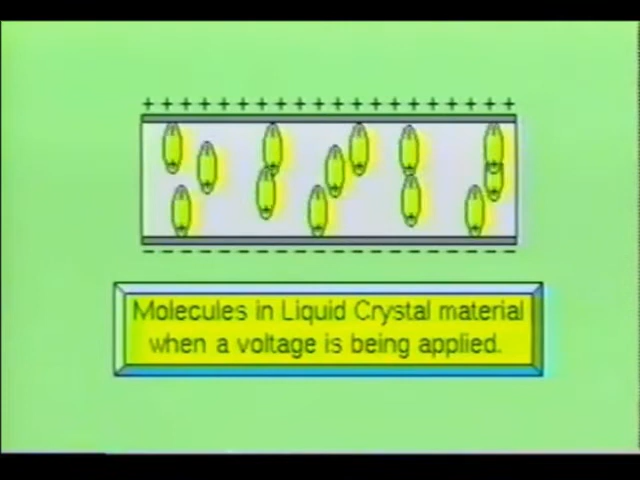 + + + + + + + + + + + + + + + + + + + +
Molecules in Liquid Crystal material
when a voltage is being applied.